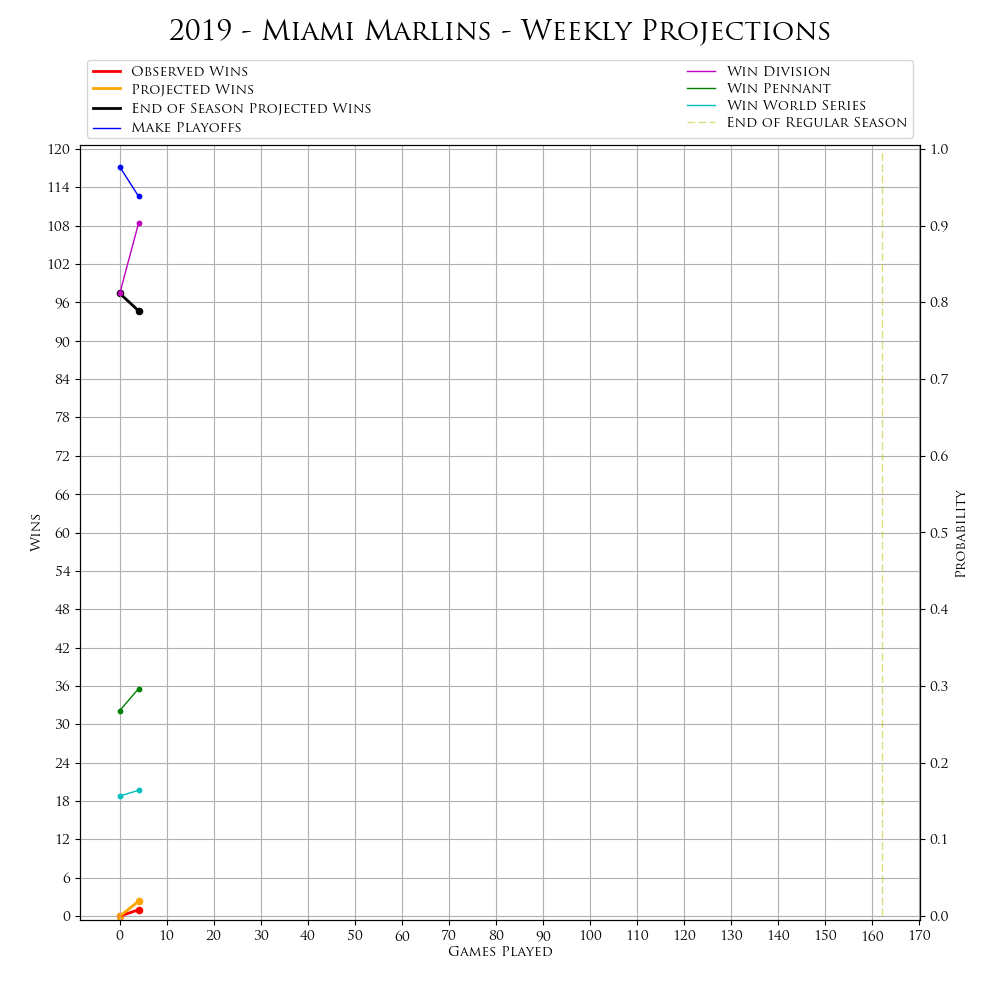 2019 - Miami Marlins - Weekly Projections
Observed Wins
Projected Wins
End of Season Projected Wins
Make Playoffs
Win Division
Win Pennant
Win World Series
End of Regular Season
120
114
108
102
96
90
84
78
72
66
60
54
48
42
36
30
24
18
12
6
0
Wins
1.0
0.9
0.8
0.7
0.6
0.5
0.4
0.3
0.2
0.1
0.0
Probability
0 10 20 30 40 50 60 70 80 90 100 110 120 130 140 150 160 170
Games Played